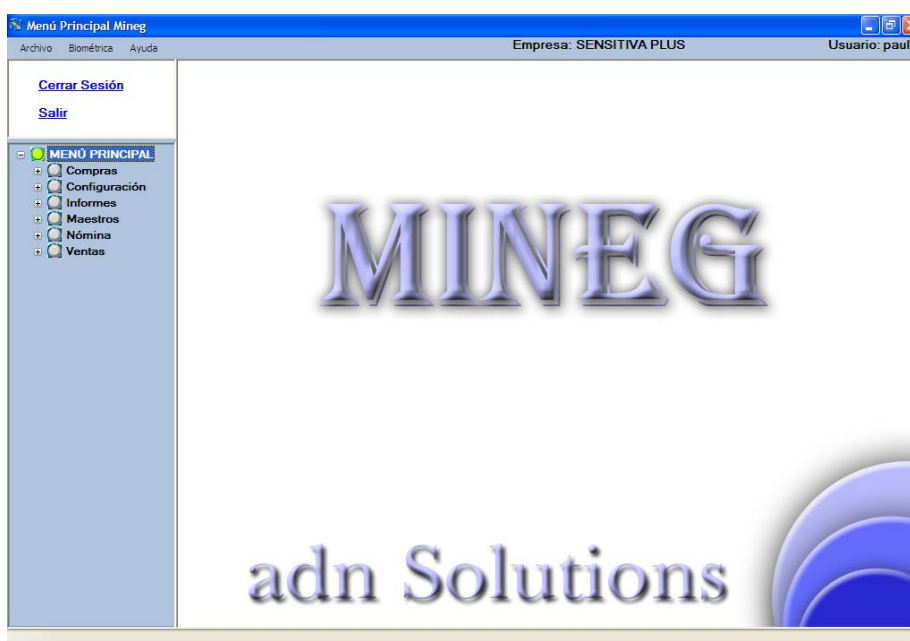 Menú Principal Mineg
Archivo Biométrica Ayuda Empresa: SENSITIVA PLUS Usuario: paul
Cerrar Sesión
Salir
MENÚ PRINCIPAL
Compras
Configuración
Informes
Maestros
Nómina
Ventas
MINEG
adn Solutions